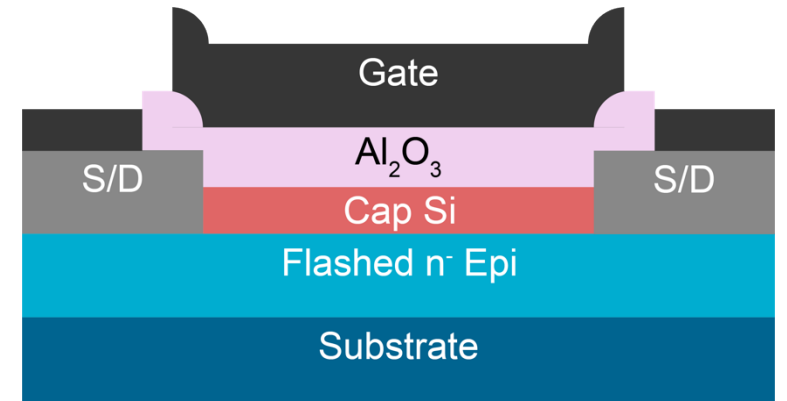 Gate
Al₂O₃
S/D
S/D
Cap Si
Flashed n⁻ Epi
Substrate